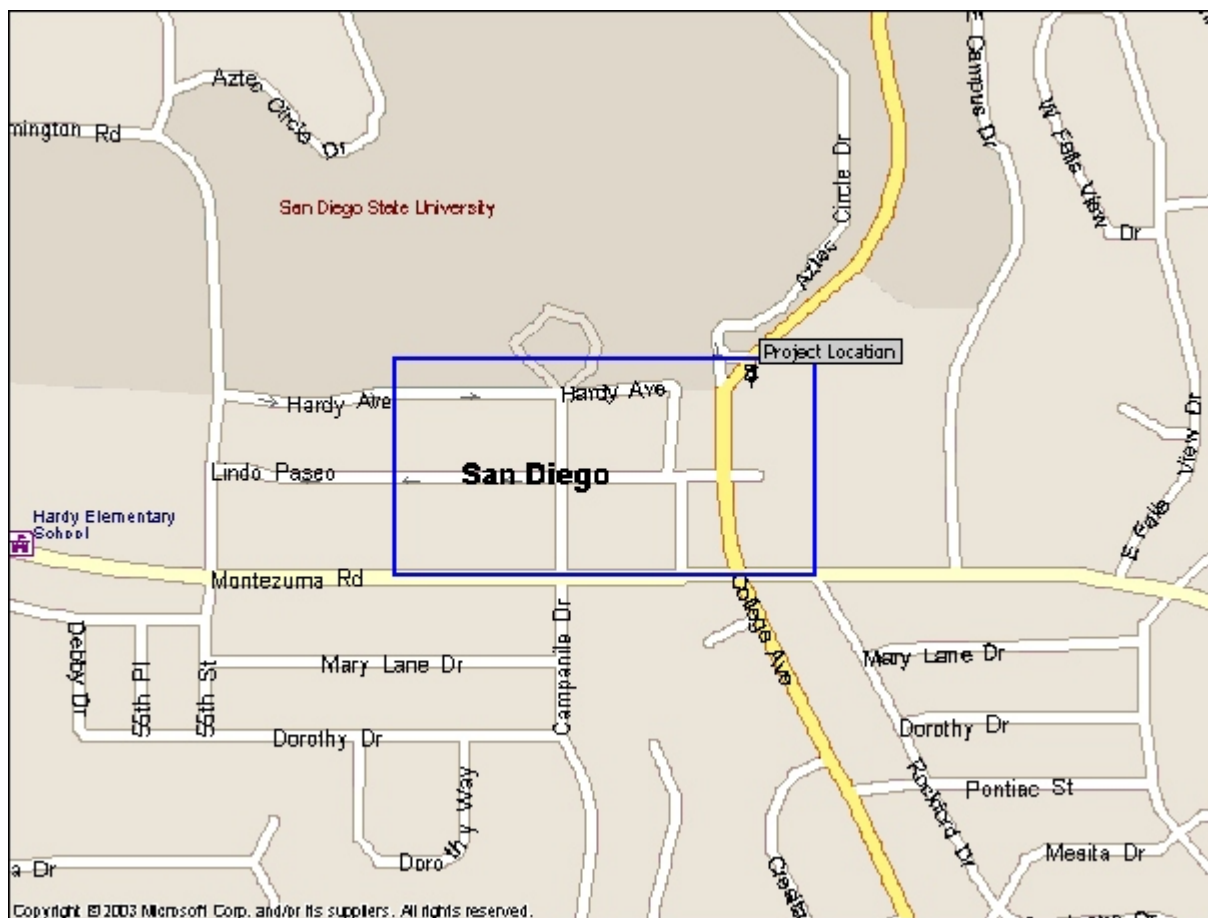 Aztec Circle Dr
mington Rd
E Campus Dr
W Falls View Dr
San Diego State University
Aztec Circle Dr
Project Location
Hardy Ave
Hardy Ave
Lindo Paseo
San Diego
E Falls View Dr
Hardy Elementary
School
Montezuma Rd
College Ave
Debby Dr
55th Pl
55th St
Mary Lane Dr
Campanile Dr
Mary Lane Dr
Dorothy Dr
Dorothy Dr
Rockford Dr
Pontiac St
Dorothy Way
Mesita Dr
a Dr
Copyright © 2003 Microsoft Corp. and/or its suppliers. All rights reserved.